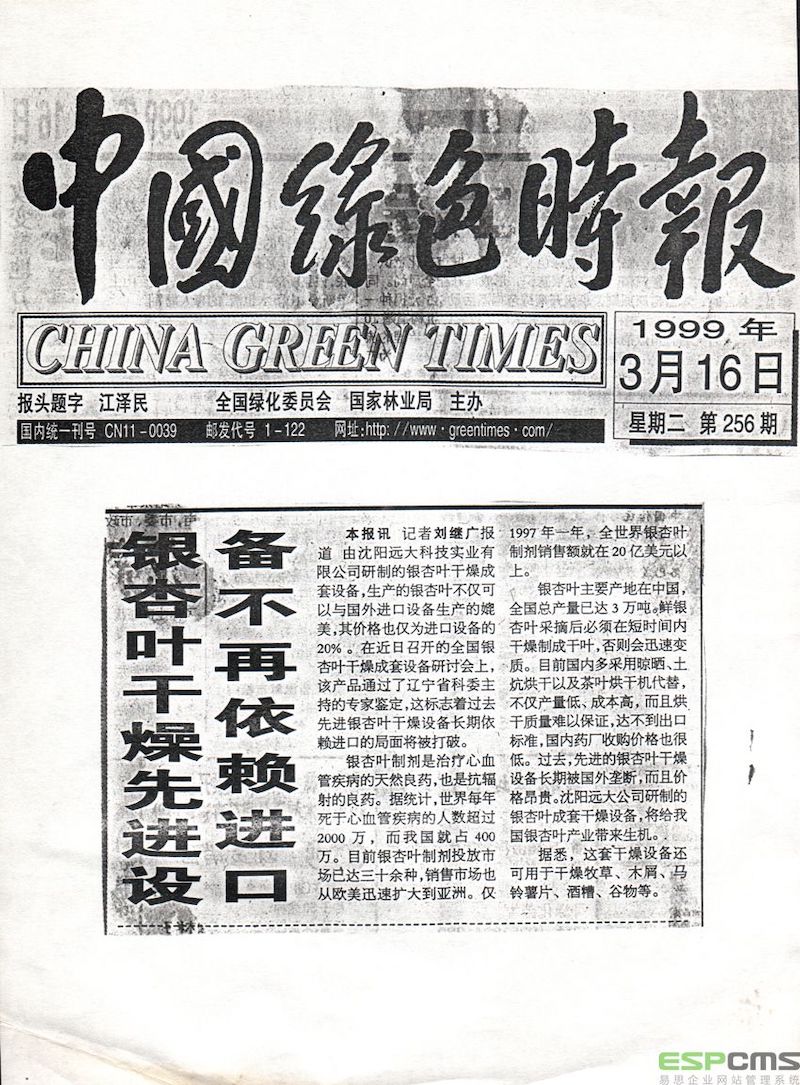 中國綠色時報
CHINA GREEN TIMES
1999年
3月16日
星期二 第256期
报头题字 江泽民 全国绿化委员会 国家林业局 主办
国内统一刊号 CN11-0039 邮发代号 1-122 网址:http://www·greentimes·com/
银杏叶干燥先进设
备不再依赖进口
本报讯 记者刘继广报
道 由沈阳远大科技实业有
限公司研制的银杏叶干燥成
套设备,生产的银杏叶不仅可
以与国外进口设备生产的媲
美,其价格也仅为进口设备的
20%。在近日召开的全国银
杏叶干燥成套设备研讨会上,
该产品通过了辽宁省科委主
持的专家鉴定,这标志着过去
先进银杏叶干燥设备长期依
赖进口的局面将被打破。
银杏叶制剂是治疗心血
管疾病的天然良药,也是抗辐
射的良药。据统计,世界每年
死于心血管疾病的人数超过
2000万,而我国就占400
万。目前银杏叶制剂投放市
场已达三十余种,销售市场也
从欧美迅速扩大到亚洲。仅
1997年一年,全世界银杏叶
制剂销售额就在20亿美元以
上。
银杏叶主要产地在中国,
全国总产量已达3万吨。鲜银
杏叶采摘后必须在短时间内
干燥制成干叶,否则会迅速变
质。目前国内多采用晾晒、土
炕烘干以及茶叶烘干机代替,
不仅产量低、成本高,而且烘
干质量难以保证,达不到出口
标准,国内药厂收购价格也很
低。过去,先进的银杏叶干燥
设备长期被国外垄断,而且价
格昂贵。沈阳远大公司研制的
银杏叶成套干燥设备,将给我
国银杏叶产业带来生机。
据悉,这套干燥设备还
可用于干燥牧草、木屑、马
铃薯片、酒糟、谷物等。
ESPCMS
易思企业网站管理系统